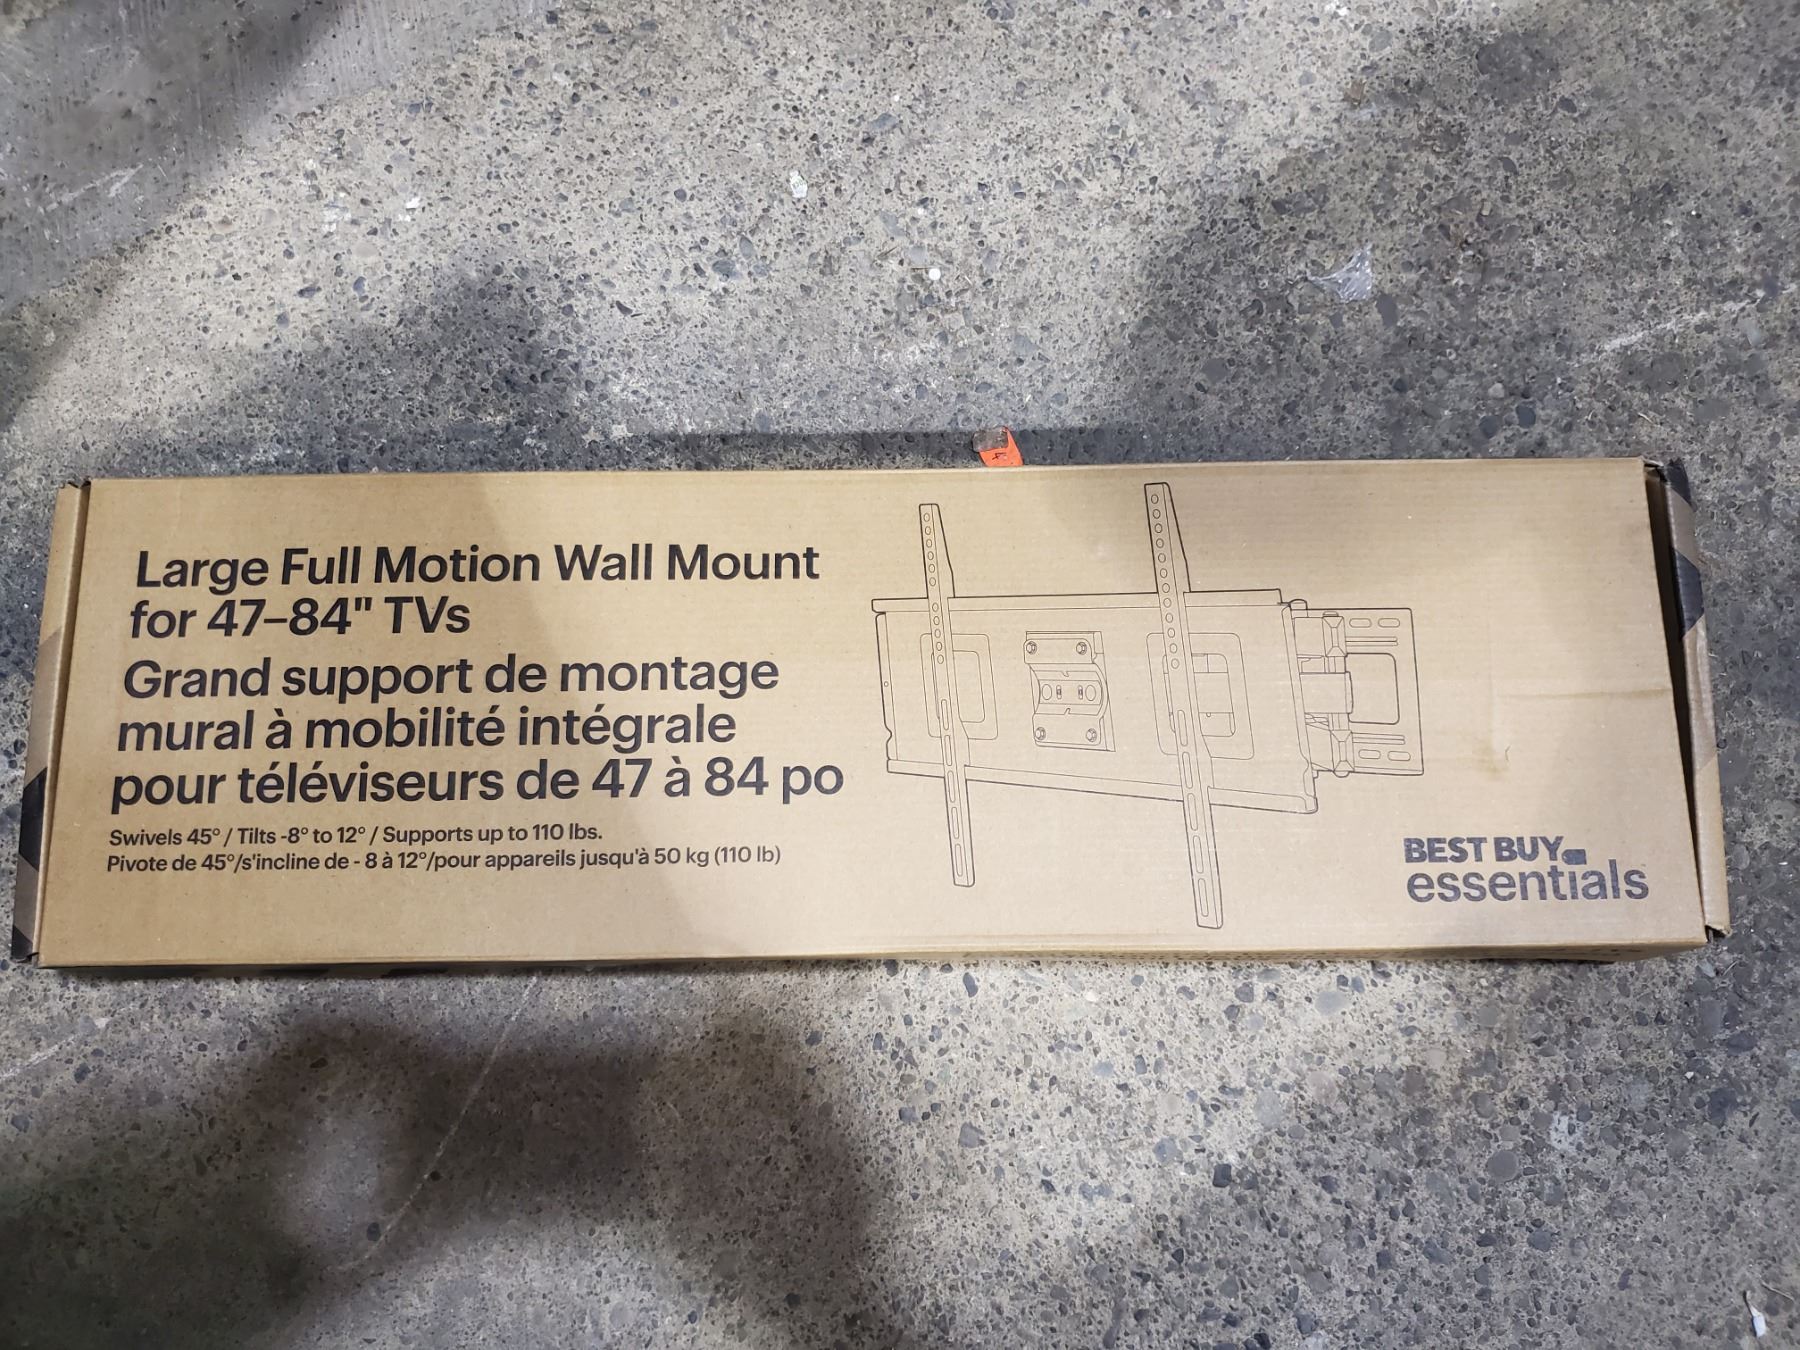 Large Full Motion Wall Mount
for 47–84" TVs
Grand support de montage
mural à mobilité intégrale
pour téléviseurs de 47 à 84 po
Swivels 45° / Tilts -8° to 12° / Supports up to 110 lbs.
Pivote de 45°/s'incline de - 8 à 12°/pour appareils jusqu'à 50 kg (110 lb)
BEST BUY
essentials